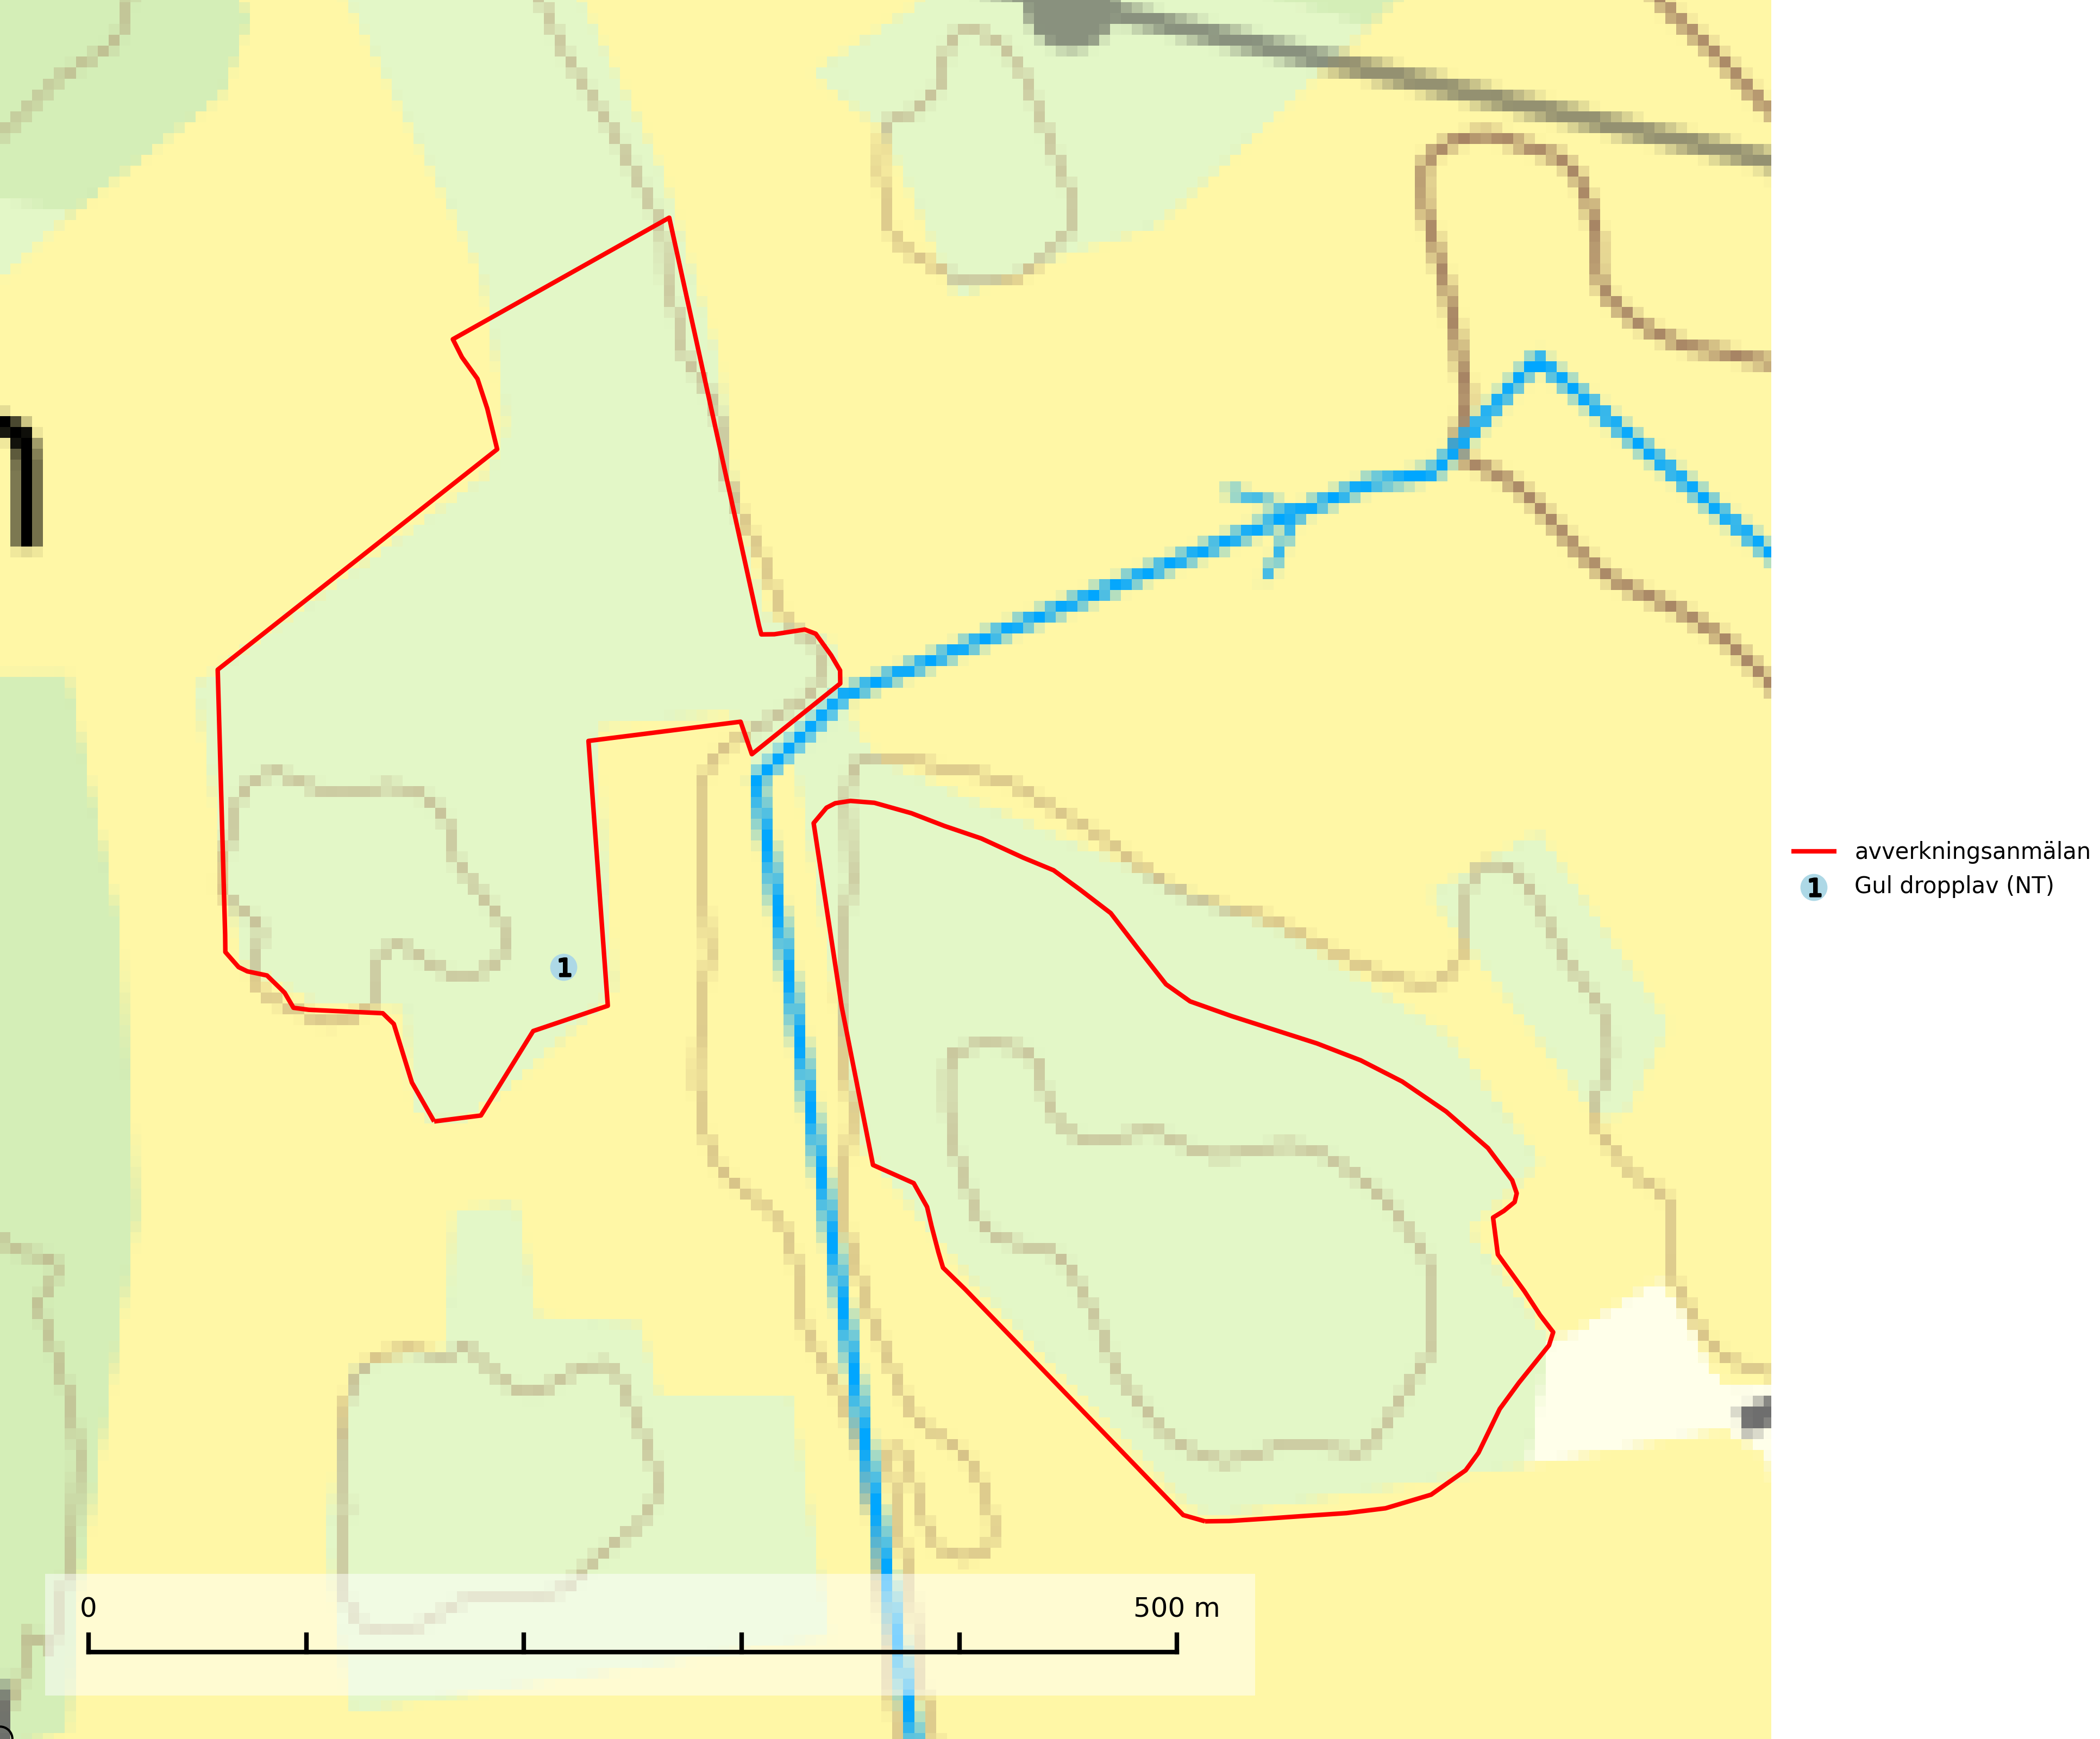 avverkningsanmälan
1 Gul dropplav (NT)
1
0 500 m